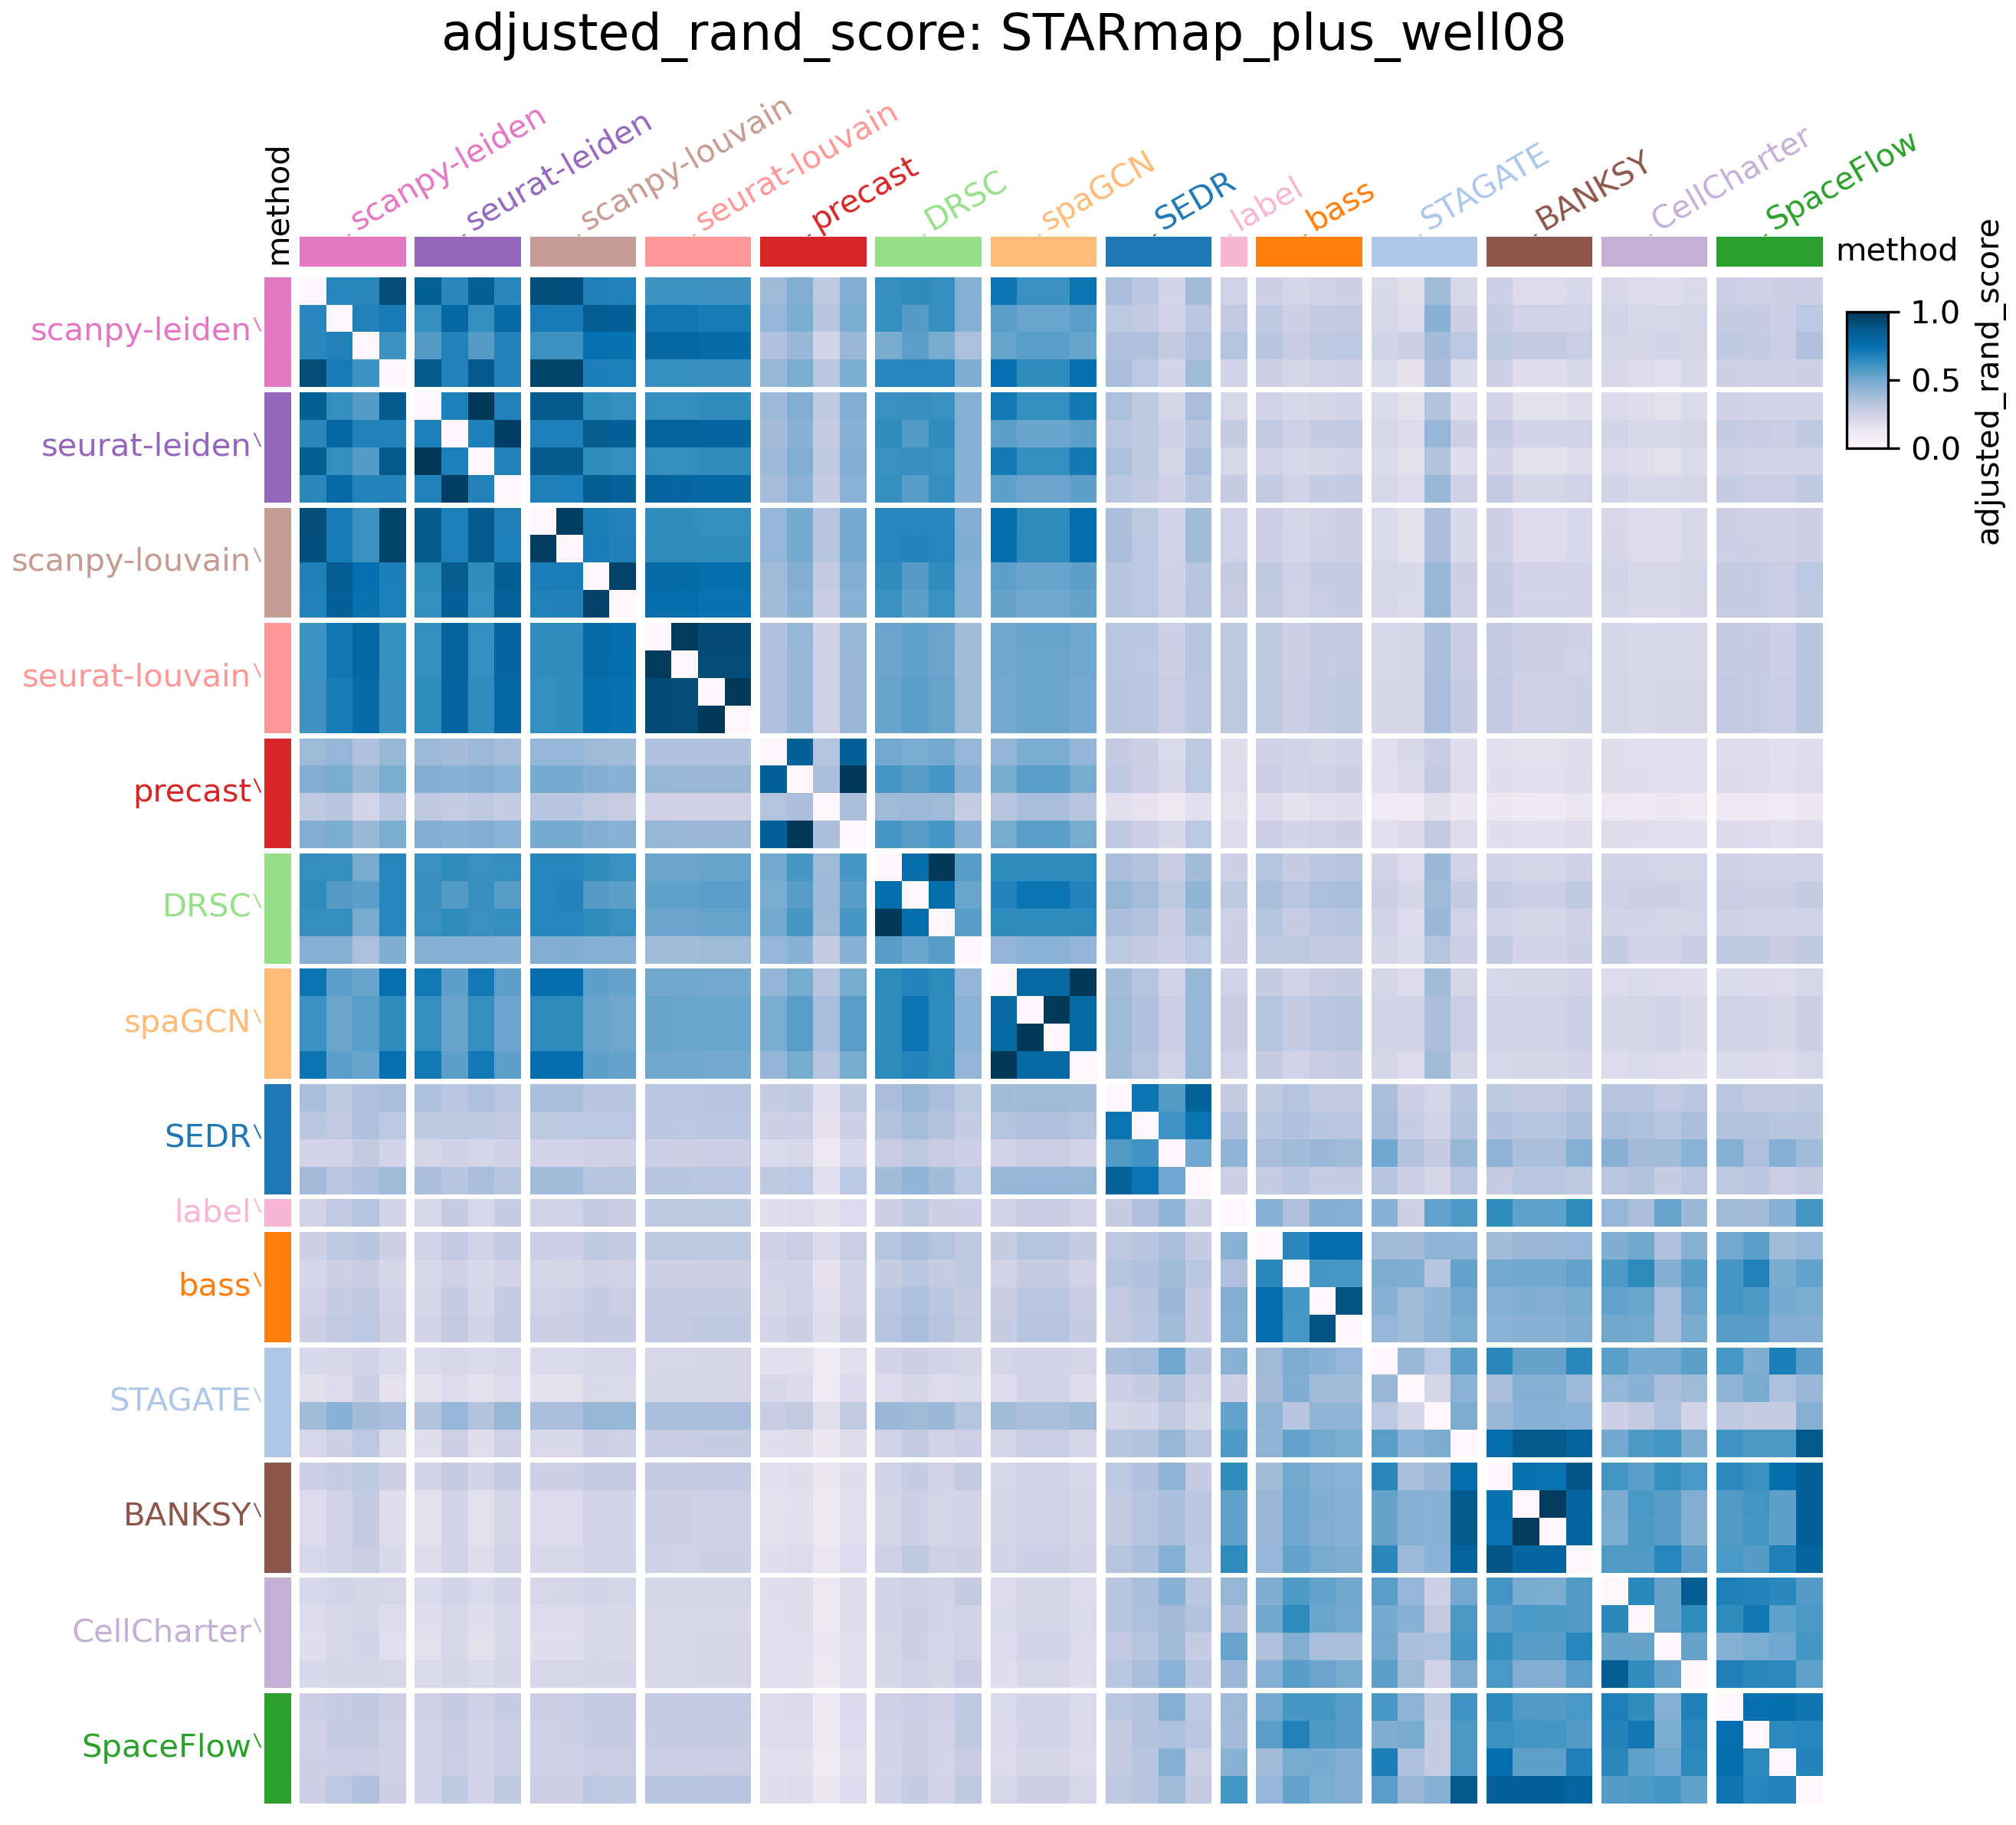 adjusted_rand_score: STARmap_plus_well08
method
scanpy-leiden
seurat-leiden
scanpy-louvain
seurat-louvain
precast
DRSC
spaGCN
SEDR
label
bass
STAGATE
BANKSY
CellCharter
SpaceFlow
method
adjusted_rand_score
1.0
0.5
0.0
scanpy-leiden
seurat-leiden
scanpy-louvain
seurat-louvain
precast
DRSC
spaGCN
SEDR
label
bass
STAGATE
BANKSY
CellCharter
SpaceFlow